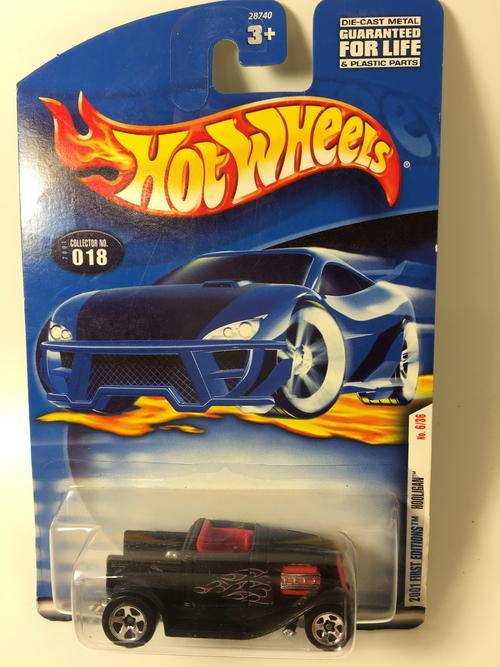 28740
3+
DIE-CAST METAL
GUARANTEED
FOR LIFE
& PLASTIC PARTS
HOT WHEELS®
2001
COLLECTOR NO.
018
2001 FIRST EDITIONS™ HOOLIGAN™
No. 6/36